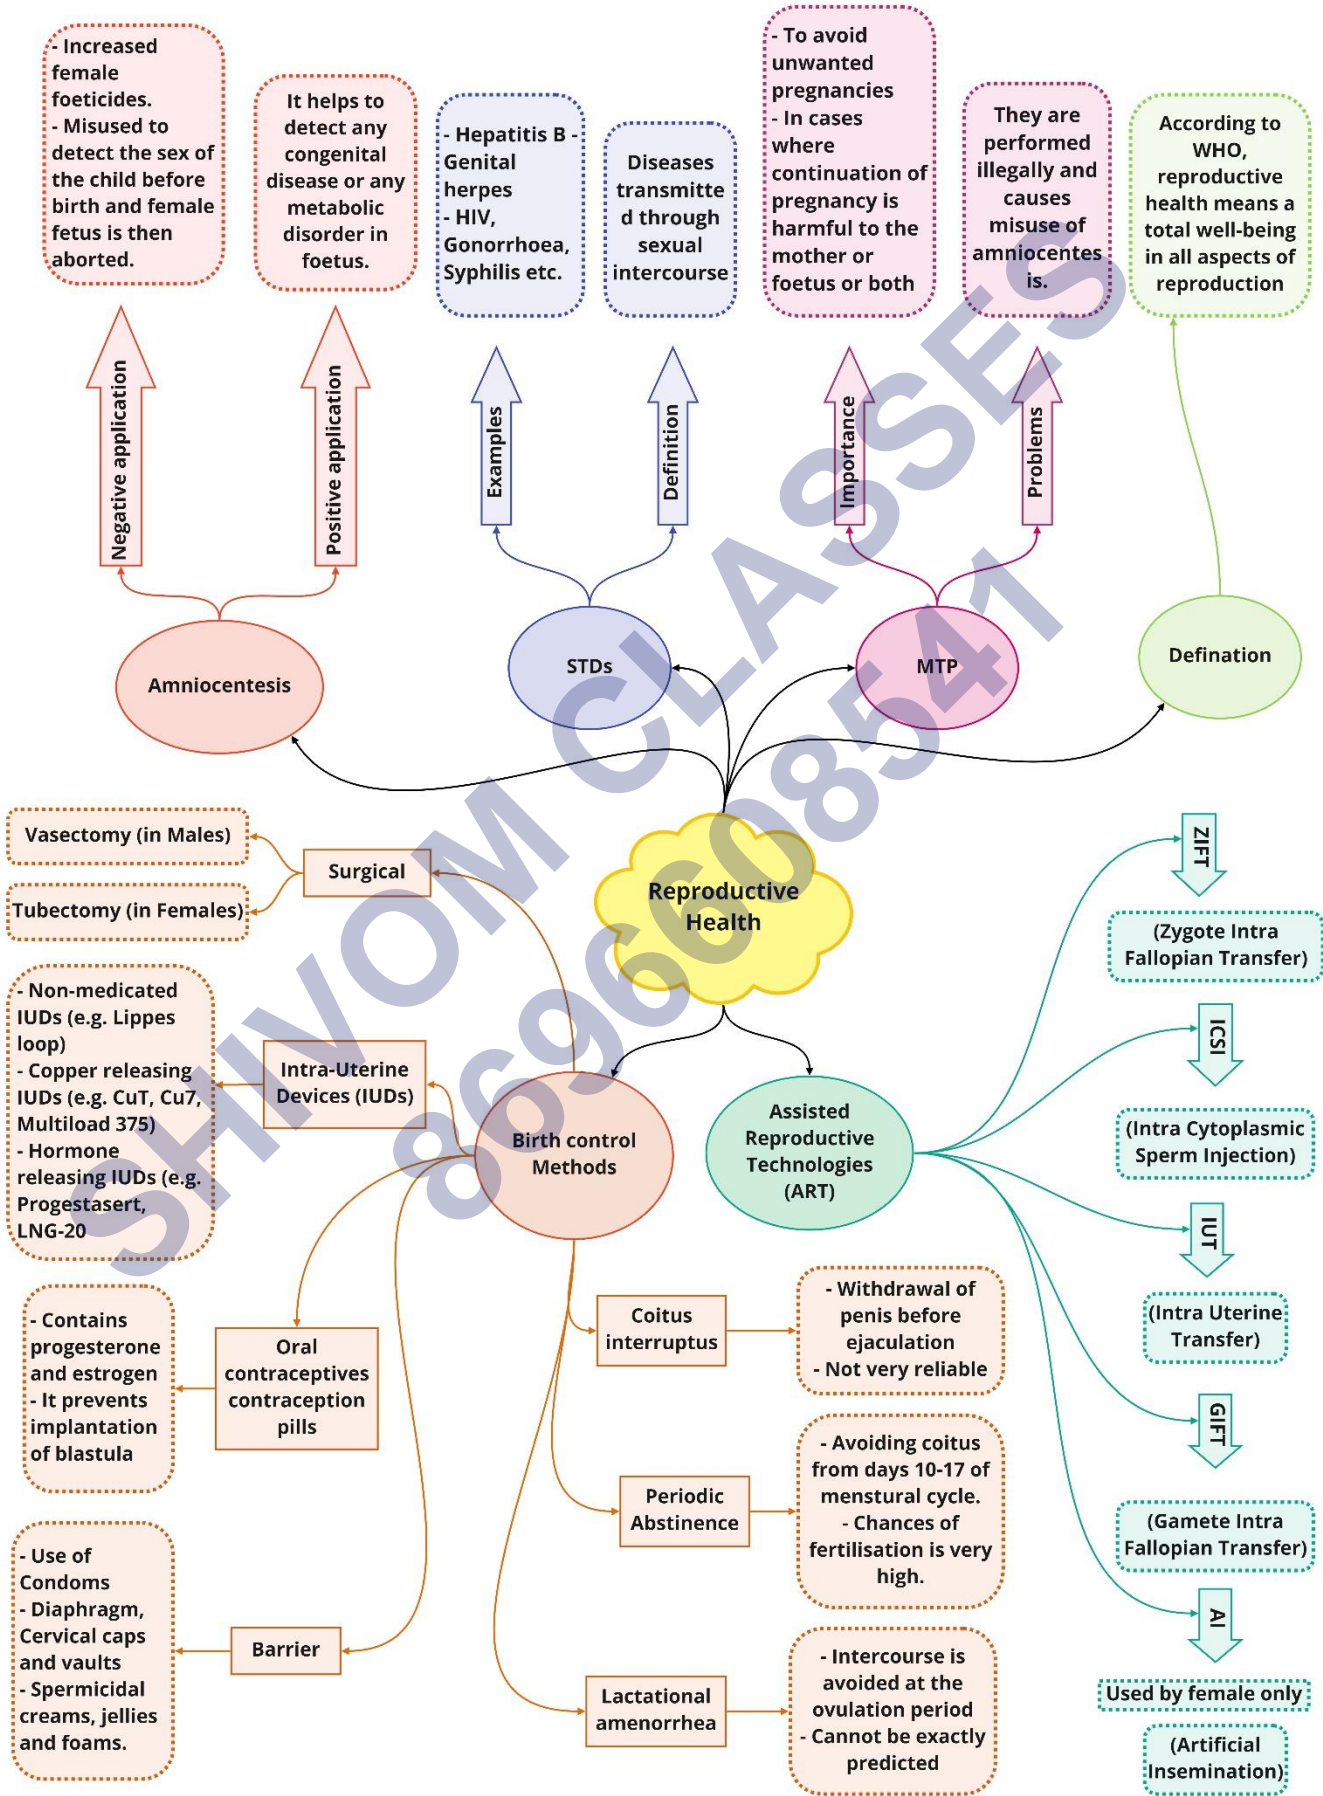 - Increased
female
foeticides.
- Misused to
detect the sex of
the child before
birth and female
fetus is then
aborted.
It helps to
detect any
congenital
disease or any
metabolic
disorder in
foetus.
- Hepatitis B -
Genital
herpes
- HIV,
Gonorrhoea,
Syphilis etc.
Diseases
transmitte
d through
sexual
intercourse
- To avoid
unwanted
pregnancies
- In cases
where
continuation of
pregnancy is
harmful to the
mother or
foetus or both
They are
performed
illegally and
causes
misuse of
amniocentes
is.
According to
WHO,
reproductive
health means a
total well-being
in all aspects of
reproduction
Negative application
Positive application
Examples
Definition
Importance
Problems
Amniocentesis
STDs
MTP
Defination
Reproductive
Health
Vasectomy (in Males)
Surgical
Tubectomy (in Females)
- Non-medicated
IUDs (e.g. Lippes
loop)
- Copper releasing
IUDs (e.g. CuT, Cu7,
Multiload 375)
- Hormone
releasing IUDs (e.g.
Progestasert,
LNG-20
Intra-Uterine
Devices (IUDs)
Birth control
Methods
Assisted
Reproductive
Technologies
(ART)
- Contains
progesterone
and estrogen
- It prevents
implantation
of blastula
Oral
contraceptives
contraception
pills
- Use of
Condoms
- Diaphragm,
Cervical caps
and vaults
- Spermicidal
creams, jellies
and foams.
Barrier
Coitus
interruptus
- Withdrawal of
penis before
ejaculation
- Not very reliable
Periodic
Abstinence
- Avoiding coitus
from days 10-17 of
menstural cycle.
- Chances of
fertilisation is very
high.
Lactational
amenorrhea
- Intercourse is
avoided at the
ovulation period
- Cannot be exactly
predicted
ZIFT
(Zygote Intra
Fallopian Transfer)
ICSI
(Intra Cytoplasmic
Sperm Injection)
IUT
(Intra Uterine
Transfer)
GIFT
(Gamete Intra
Fallopian Transfer)
AI
Used by female only
(Artificial
Insemination)
SHIVOM CLASSES
8696608541